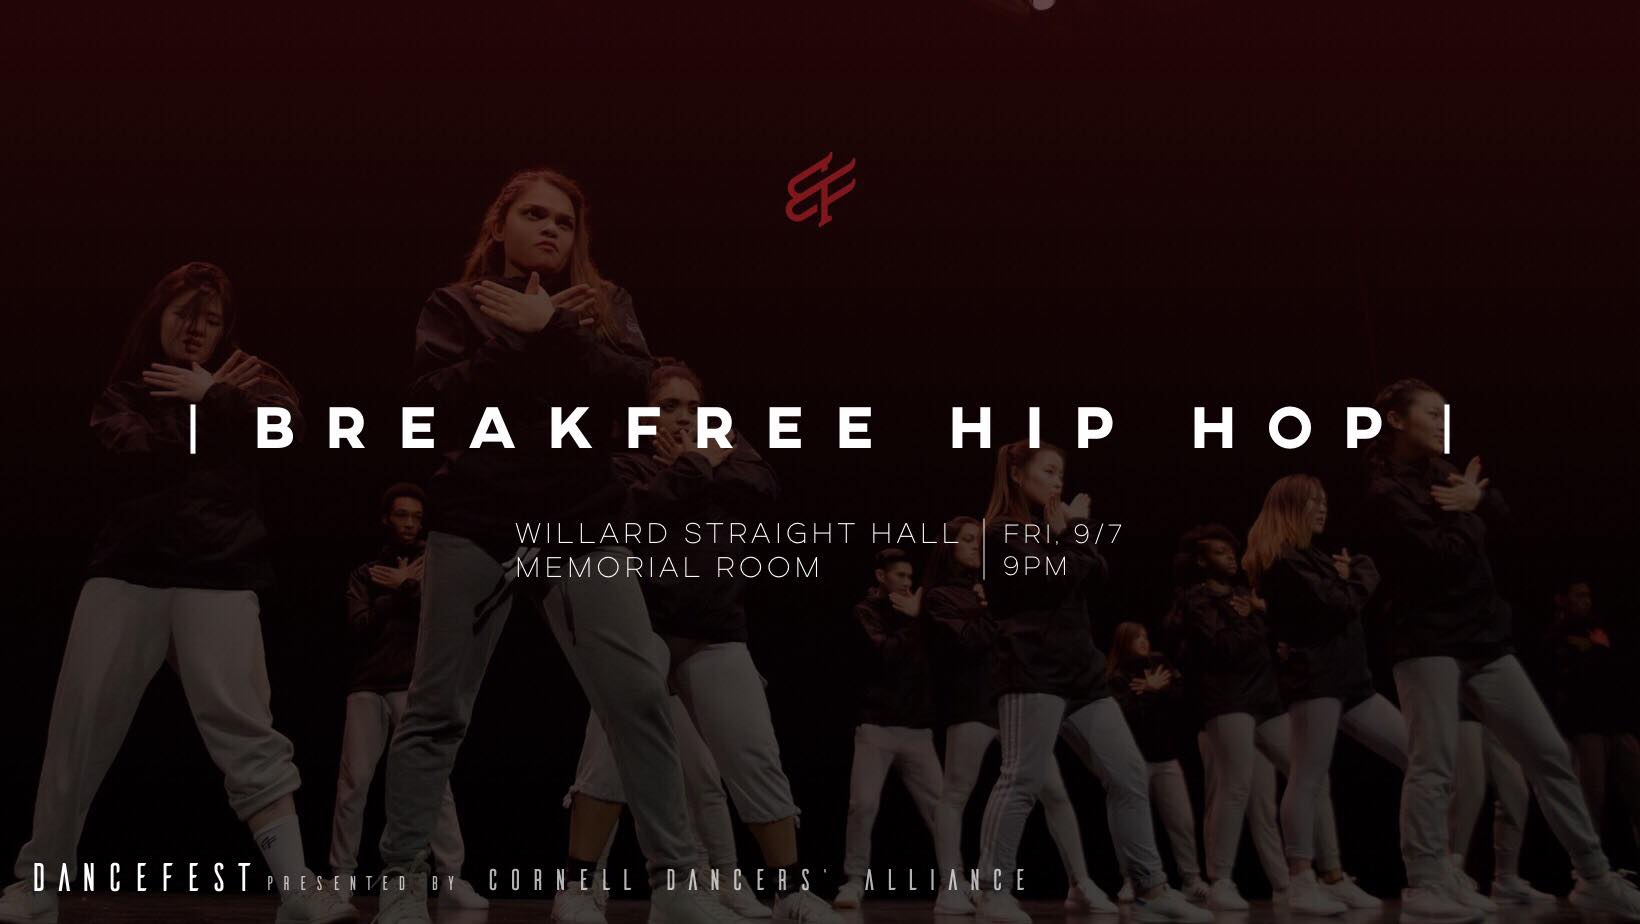 | BREAKFREE HIP HOP |
WILLARD STRAIGHT HALL
MEMORIAL ROOM
FRI, 9/7
9PM
DANCEFEST PRESENTED BY CORNELL DANCERS' ALLIANCE